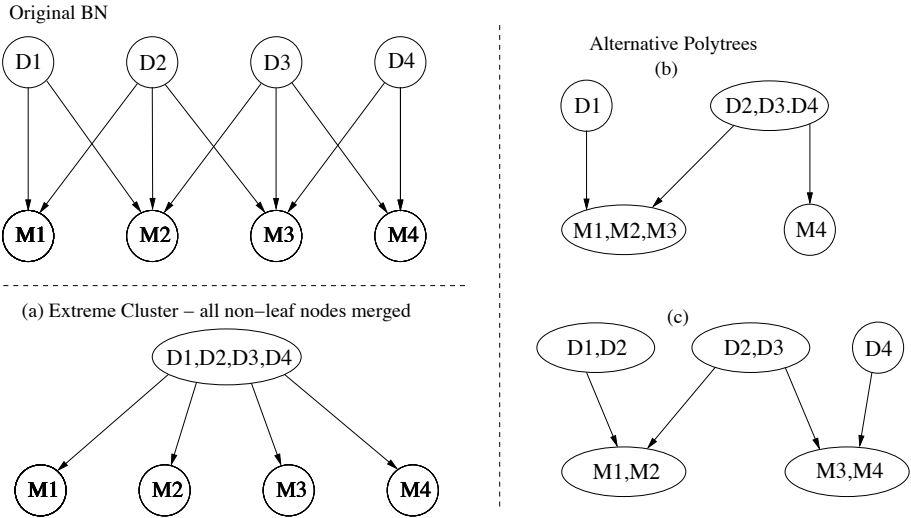 Original BN
D1
D2
D3
D4
M1
M2
M3
M4
(a) Extreme Cluster − all non−leaf nodes merged
D1,D2,D3,D4
M1
M2
M3
M4
Alternative Polytrees
(b)
D1
D2,D3.D4
M1,M2,M3
M4
(c)
D1,D2
D2,D3
D4
M1,M2
M3,M4